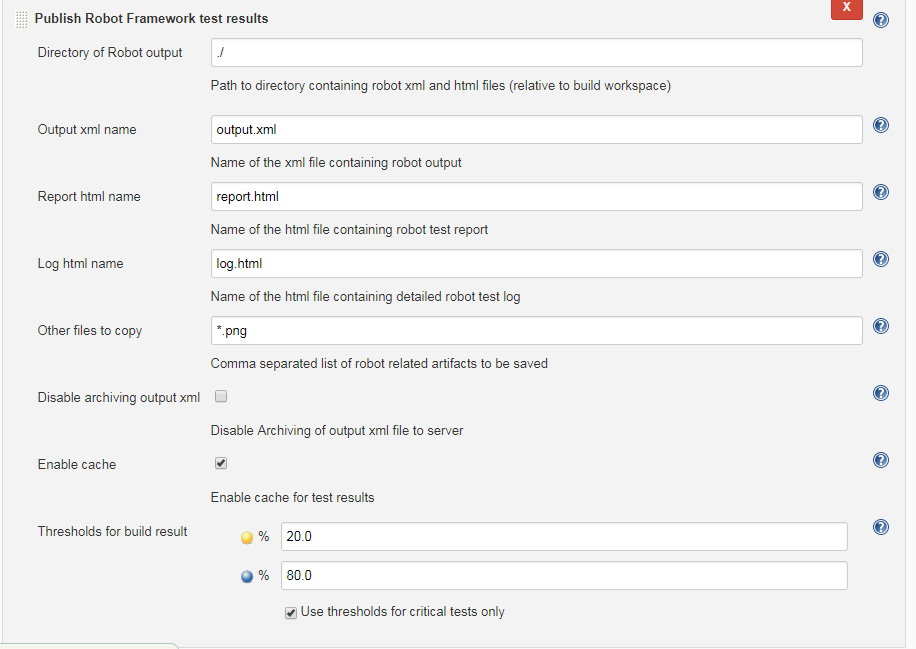 Publish Robot Framework test results
X
?
Directory of Robot output
./
Path to directory containing robot xml and html files (relative to build workspace)
Output xml name
output.xml
?
Name of the xml file containing robot output
Report html name
report.html
?
Name of the html file containing robot test report
Log html name
log.html
?
Name of the html file containing detailed robot test log
Other files to copy
*.png
?
Comma separated list of robot related artifacts to be saved
Disable archiving output xml
?
Disable Archiving of output xml file to server
Enable cache
?
Enable cache for test results
Thresholds for build result
% 20.0
?
% 80.0
Use thresholds for critical tests only